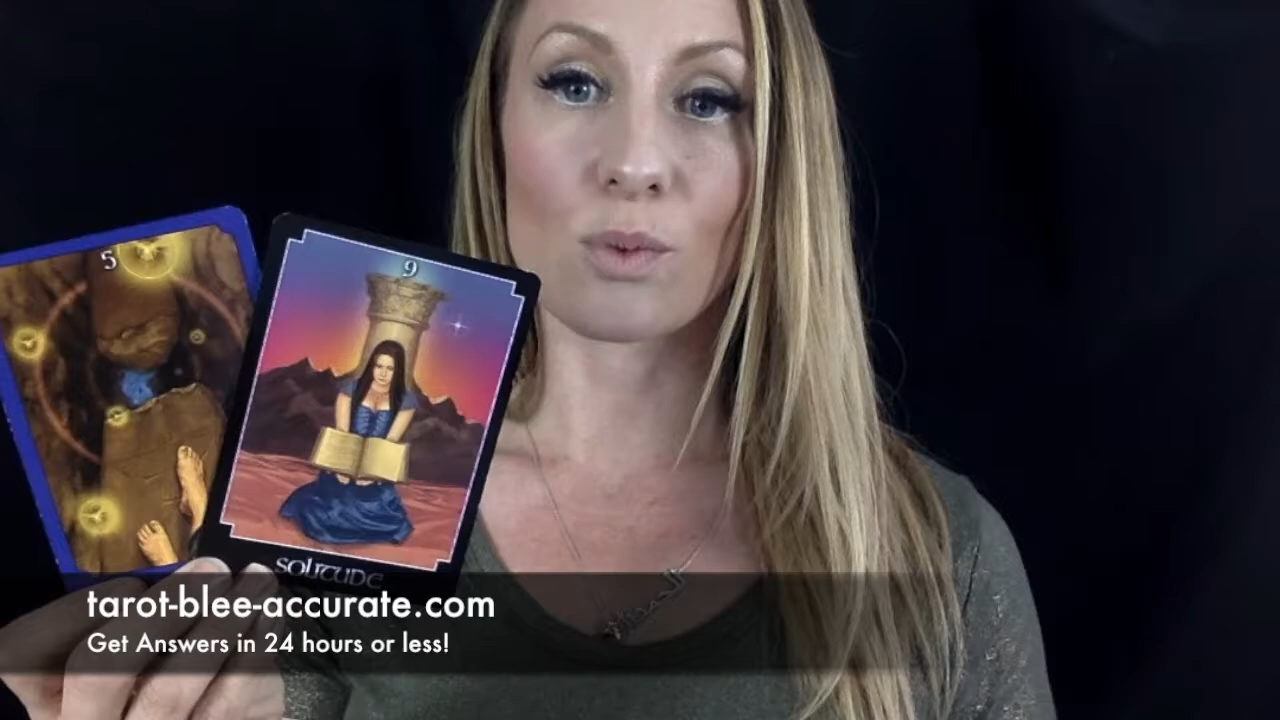 5
9
SOLITUDE
tarot-blee-accurate.com
Get Answers in 24 hours or less!